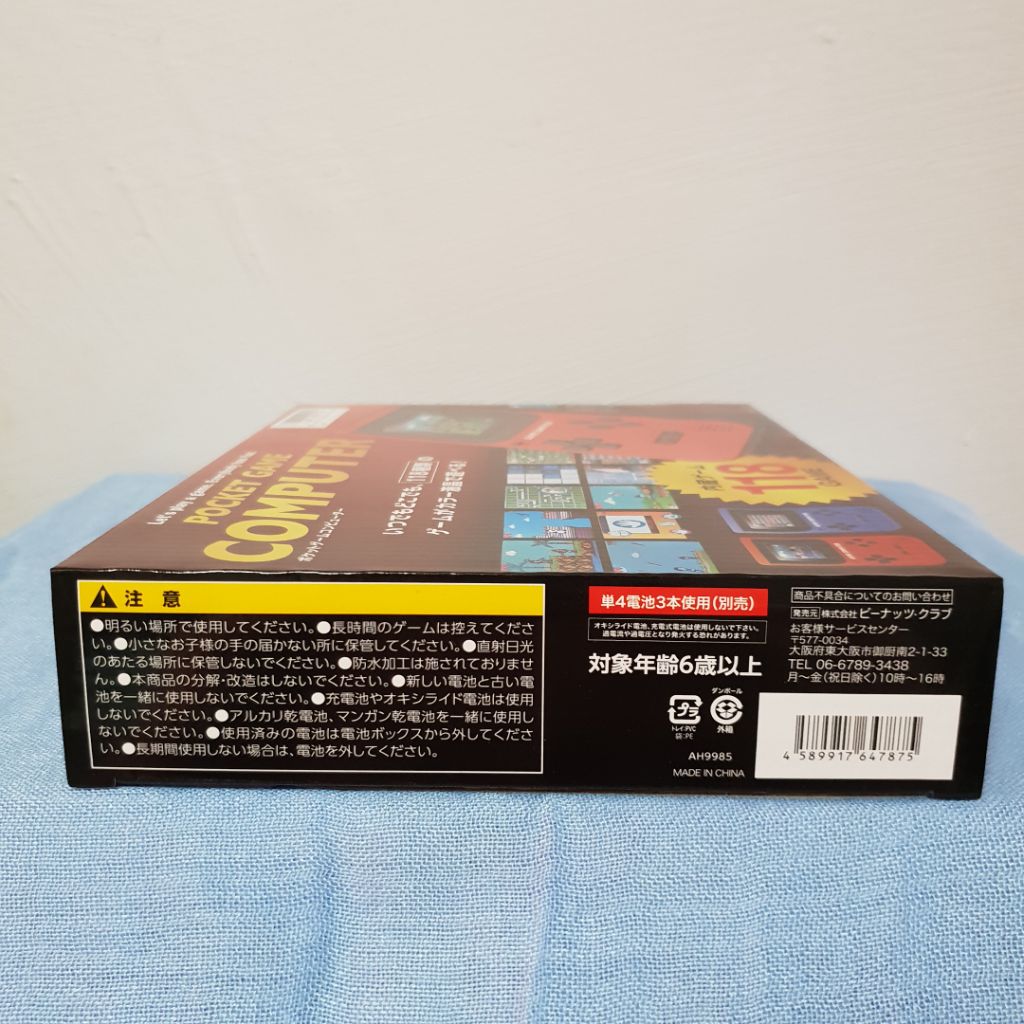 Let's play a game. Everyplay, anytime
POCKET GAME
COMPUTER
ポケットゲームコンピューター
いつでもどこでも、118種類の
ゲームがカラー液晶で遊べる!
118
注 意
●明るい場所で使用してください。●長時間のゲームは控えてくださ
い。●小さなお子様の手の届かない所に保管してください。●直射日光
のあたる場所に保管しないでください。●防水加工は施されておりませ
ん。●本商品の分解・改造はしないでください。●新しい電池と古い電
池を一緒に使用しないでください。●充電池やオキシライド電池は使用
しないでください。●アルカリ乾電池、マンガン乾電池を一緒に使用し
ないでください。●使用済みの電池は電池ボックスから外してくださ
い。●長期間使用しない場合は、電池を外してください。
単4電池3本使用(別売)
オキシライド電池、充電式電池は使用しないで下さい。
過電流や過電圧となり発火する恐れがあります。
対象年齢6歳以上
プラ
トレイ:PVC
袋:PE
ダンボール
外箱
AH9985
MADE IN CHINA
商品不具合についてのお問い合わせ
発売元 株式会社 ピーナッツ・クラブ
お客様サービスセンター
〒577-0034
大阪府東大阪市御厨南2-1-33
TEL 06-6789-3438
月〜金(祝日除く)10時〜16時
4 589917 647875